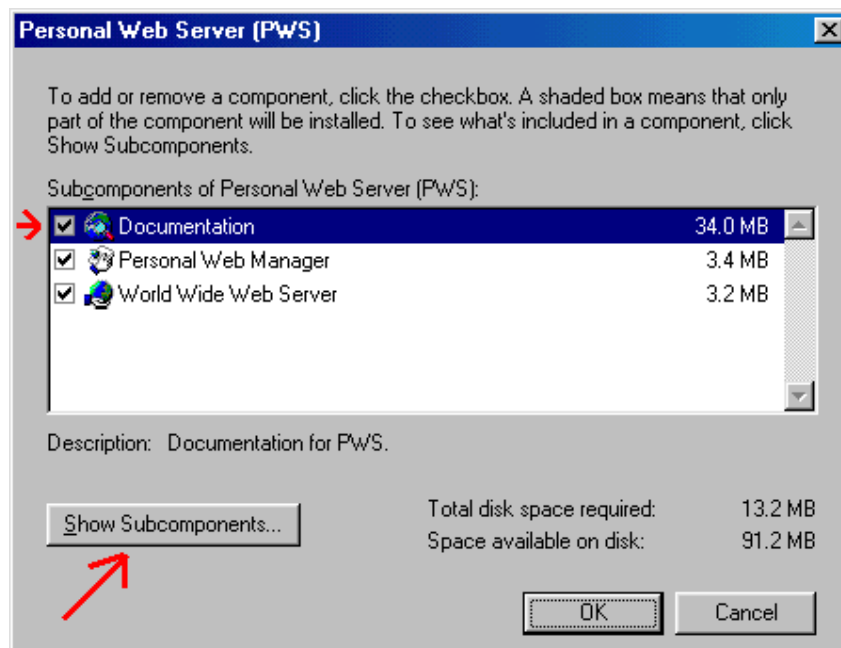 Personal Web Server (PWS)
To add or remove a component, click the checkbox. A shaded box means that only
part of the component will be installed. To see what's included in a component, click
Show Subcomponents.
Subcomponents of Personal Web Server (PWS):
Documentation 34.0 MB
Personal Web Manager 3.4 MB
World Wide Web Server 3.2 MB
Description: Documentation for PWS.
Show Subcomponents... Total disk space required: 13.2 MB
Space available on disk: 91.2 MB
OK Cancel